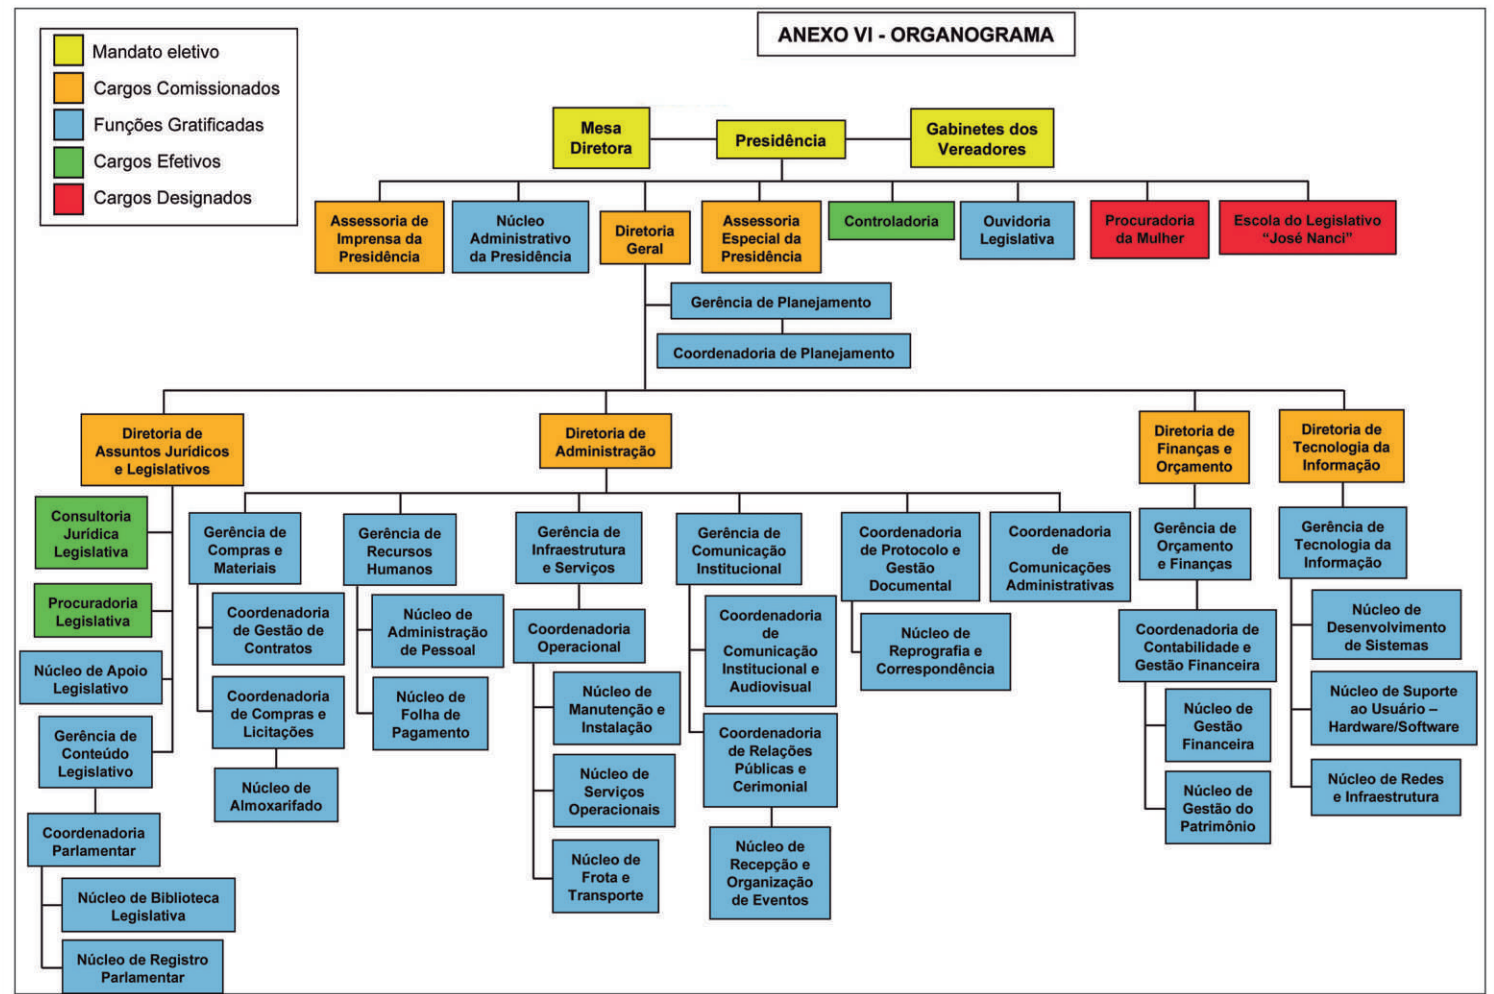 ANEXO VI - ORGANOGRAMA
Mandato eletivo
Cargos Comissionados
Funções Gratificadas
Cargos Efetivos
Cargos Designados
Mesa
Diretora
Presidência
Gabinetes dos
Vereadores
Assessoria de
Imprensa da
Presidência
Núcleo
Administrativo
da Presidência
Diretoria
Geral
Assessoria
Especial da
Presidência
Controladoria
Ouvidoria
Legislativa
Procuradoria
da Mulher
Escola do Legislativo
“José Nanci”
Gerência de Planejamento
Coordenadoria de Planejamento
Diretoria de
Assuntos Jurídicos
e Legislativos
Diretoria de
Administração
Diretoria de
Finanças e
Orçamento
Diretoria de
Tecnologia da
Informação
Consultoria
Jurídica
Legislativa
Procuradoria
Legislativa
Núcleo de Apoio
Legislativo
Gerência de
Conteúdo
Legislativo
Coordenadoria
Parlamentar
Núcleo de Biblioteca
Legislativa
Núcleo de Registro
Parlamentar
Gerência de
Compras e
Materiais
Coordenadoria
de Gestão de
Contratos
Coordenadoria
de Compras e
Licitações
Núcleo de
Almoxarifado
Gerência de
Recursos
Humanos
Núcleo de
Administração
de Pessoal
Núcleo de
Folha de
Pagamento
Gerência de
Infraestrutura
e Serviços
Coordenadoria
Operacional
Núcleo de
Manutenção e
Instalação
Núcleo de
Serviços
Operacionais
Núcleo de
Frota e
Transporte
Gerência de
Comunicação
Institucional
Coordenadoria
de
Comunicação
Institucional e
Audiovisual
Coordenadoria
de Relações
Públicas e
Cerimonial
Núcleo de
Recepção e
Organização
de Eventos
Coordenadoria
de Protocolo e
Gestão
Documental
Núcleo de
Reprografia e
Correspondência
Coordenadoria
de
Comunicações
Administrativas
Gerência de
Orçamento
e Finanças
Coordenadoria de
Contabilidade e
Gestão Financeira
Núcleo de
Gestão
Financeira
Núcleo de
Gestão do
Patrimônio
Gerência de
Tecnologia da
Informação
Núcleo de
Desenvolvimento
de Sistemas
Núcleo de Suporte
ao Usuário –
Hardware/Software
Núcleo de Redes
e Infraestrutura